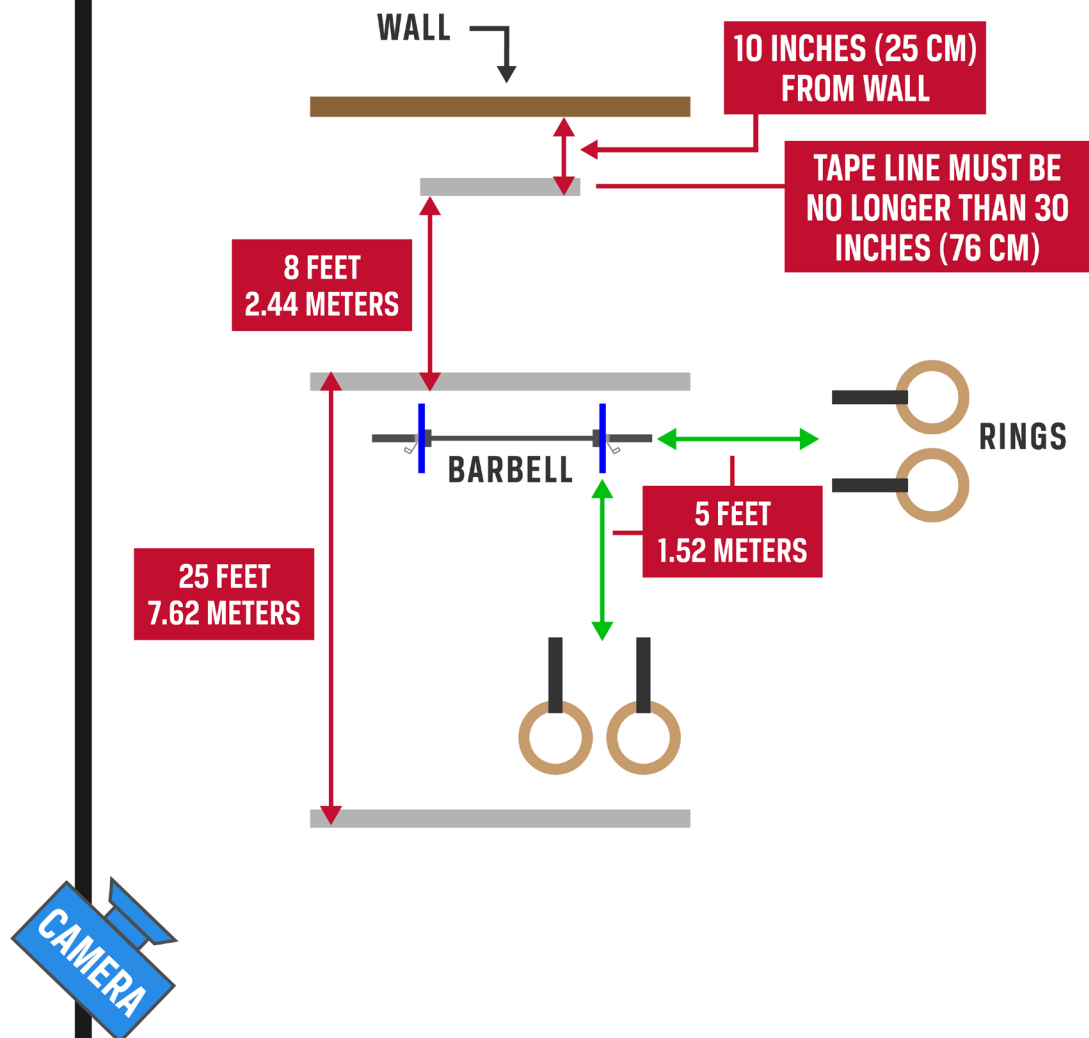 WALL
10 INCHES (25 CM)
FROM WALL
TAPE LINE MUST BE
NO LONGER THAN 30
INCHES (76 CM)
8 FEET
2.44 METERS
RINGS
BARBELL
5 FEET
1.52 METERS
25 FEET
7.62 METERS
CAMERA